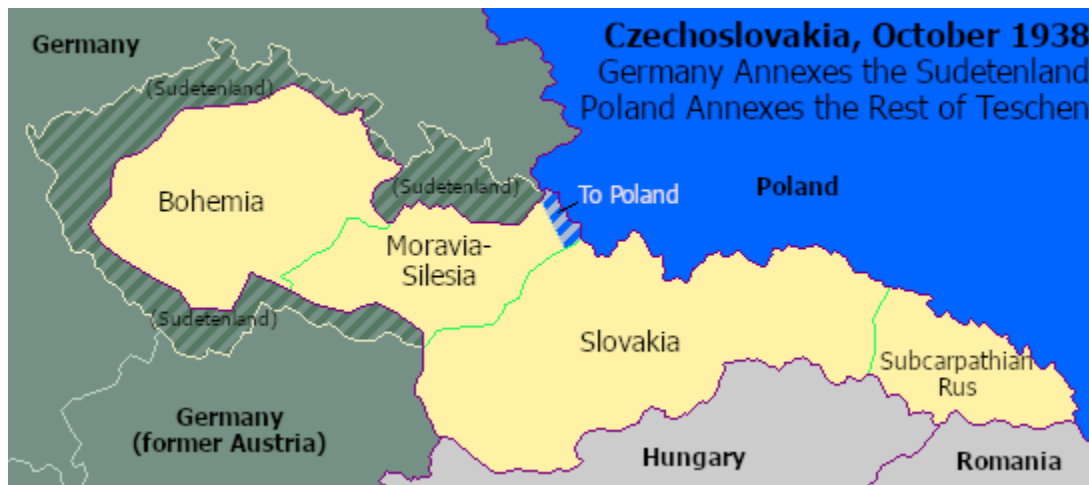 Germany
Czechoslovakia, October 1938
Germany Annexes the Sudetenland
Poland Annexes the Rest of Teschen
(Sudetenland)
(Sudetenland)
To Poland
Poland
Bohemia
Moravia-
Silesia
(Sudetenland)
Slovakia
Subcarpathian
Rus
Germany
(former Austria)
Hungary
Romania